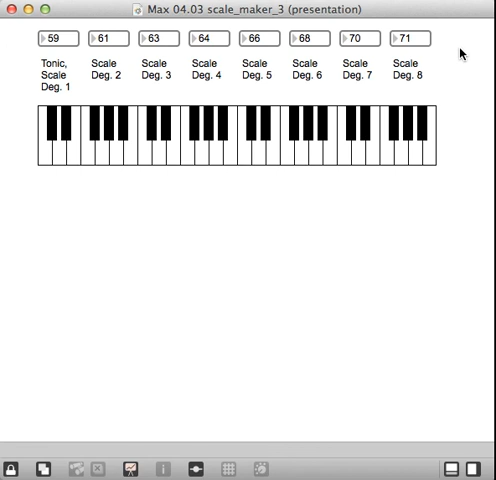 Max 04.03 scale_maker_3 (presentation)
59 61 63 64 66 68 70 71
Tonic, Scale Deg. 1
Scale Deg. 2
Scale Deg. 3
Scale Deg. 4
Scale Deg. 5
Scale Deg. 6
Scale Deg. 7
Scale Deg. 8